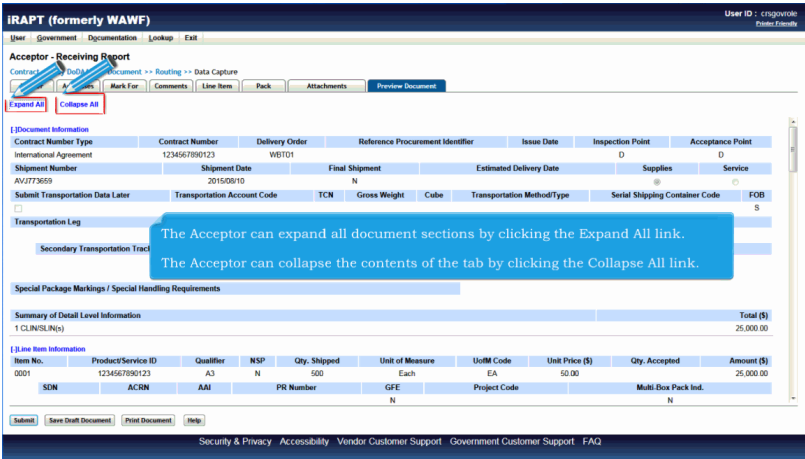 iRAPT (formerly WAWF)
User ID : crsgovrole
Printer Friendly
User Government Documentation Lookup Exit
Acceptor - Receiving Report
Contract >> >> Document >> Routing >> Data Capture
Mark For Comments Line Item Pack Attachments Preview Document
Expand All Collapse All
[-]Document Information
Contract Number Type Contract Number Delivery Order Reference Procurement Identifier Issue Date Inspection Point Acceptance Point
International Agreement 1234567890123 WBT01 D D
Shipment Number Shipment Date Final Shipment Estimated Delivery Date Supplies Service
AVJ773659 2015/08/10 N
Submit Transportation Data Later Transportation Account Code TCN Gross Weight Cube Transportation Method/Type Serial Shipping Container Code FOB
S
Transportation Leg
Secondary Transportation
The Acceptor can expand all document sections by clicking the Expand All link.
The Acceptor can collapse the contents of the tab by clicking the Collapse All link.
Special Package Markings / Special Handling Requirements
Summary of Detail Level Information Total ($)
1 CLIN/SLIN(s) 25,000.00
[-]Line Item Information
Item No. Product/Service ID Qualifier NSP Qty. Shipped Unit of Measure UofM Code Unit Price ($) Qty. Accepted Amount ($)
0001 1234567890123 A3 N 500 Each EA 50.00 25,000.00
SDN ACRN AAI PR Number GFE Project Code Multi-Box Pack Ind.
N N
Submit Save Draft Document Print Document Help
Security & Privacy Accessibility Vendor Customer Support Government Customer Support FAQ